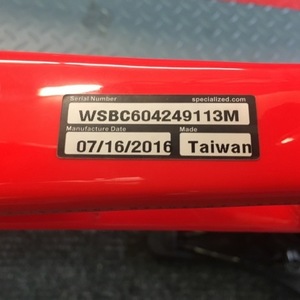 Serial Number specialized.com
WSBC604249113M
Manufacture Date Made
07/16/2016 Taiwan